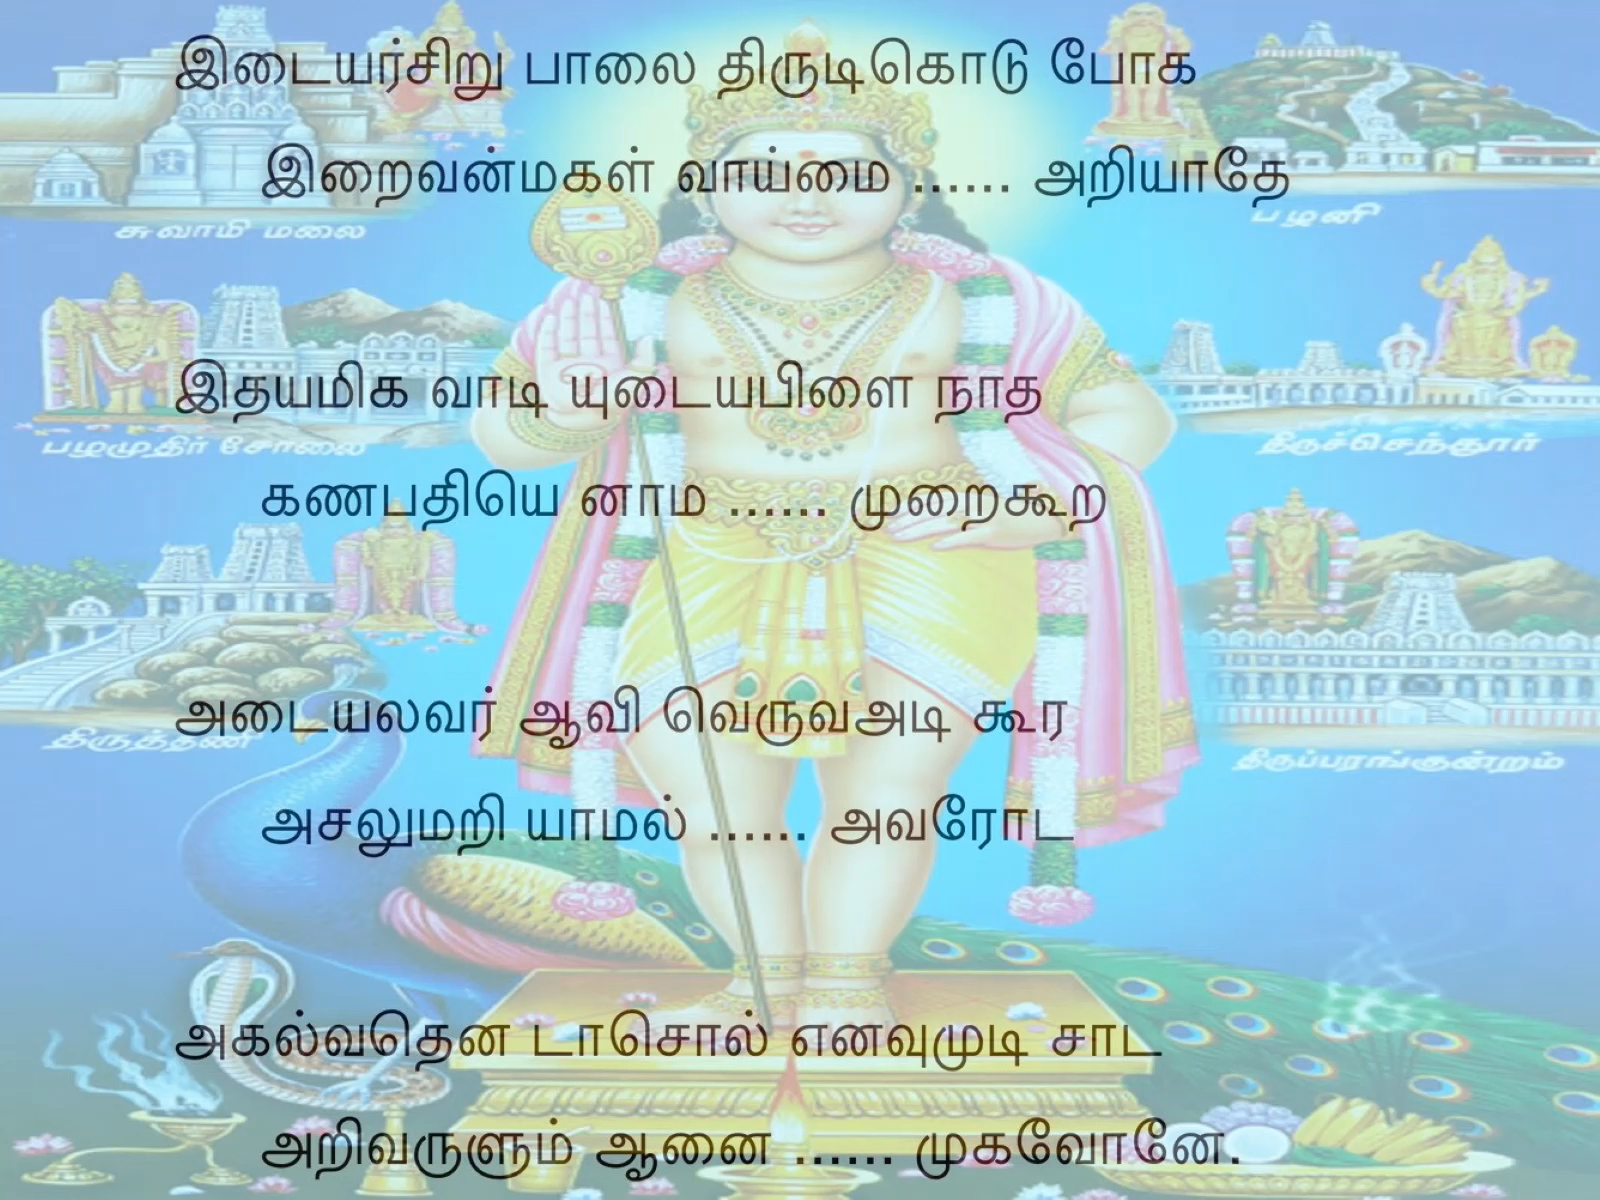 இடையர்சிறு பாலை திருடிகொடு போக
இறைவன்மகள் வாய்மை ...... அறியாதே
சுவாமி மலை
பழனி
இதயமிக வாடி யுடையபிளை நாத
பழமுதிர் சோலை
திருச்செந்தூர்
கணபதியெ னாம ...... முறைகூற
அடையலவர் ஆவி வெருவஅடி கூர
திருத்தணி
திருப்பரங்குன்றம்
அசலுமறி யாமல் ...... அவரோட
அகல்வதென டாசொல் எனவுமுடி சாட
அறிவருளும் ஆனை ...... முகவோனே.